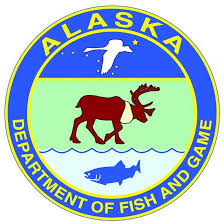 ALASKA
DEPARTMENT OF FISH AND GAME